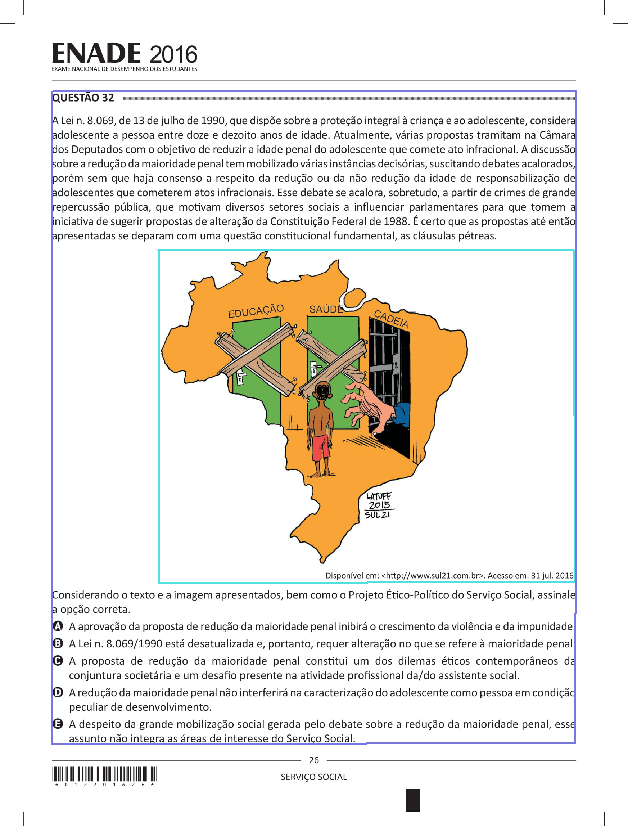 ENADE 2016
EXAME NACIONAL DE DESEMPENHO DOS ESTUDANTES
QUESTÃO 32
A Lei n. 8.069, de 13 de julho de 1990, que dispõe sobre a proteção integral à criança e ao adolescente, considera
adolescente a pessoa entre doze e dezoito anos de idade. Atualmente, várias propostas tramitam na Câmara
dos Deputados com o objetivo de reduzir a idade penal do adolescente que comete ato infracional. A discussão
sobre a redução da maioridade penal tem mobilizado várias instâncias decisórias, suscitando debates acalorados,
porém sem que haja consenso a respeito da redução ou da não redução da idade de responsabilização de
adolescentes que cometerem atos infracionais. Esse debate se acalora, sobretudo, a partir de crimes de grande
repercussão pública, que motivam diversos setores sociais a influenciar parlamentares para que tomem a
iniciativa de sugerir propostas de alteração da Constituição Federal de 1988. É certo que as propostas até então
apresentadas se deparam com uma questão constitucional fundamental, as cláusulas pétreas.
EDUCAÇÃO SAÚDE CADEIA
LATUFF
2015
SUL21
Disponível em: <http://www.sul21.com.br>. Acesso em: 31 jul. 2016
Considerando o texto e a imagem apresentados, bem como o Projeto Ético-Político do Serviço Social, assinale
a opção correta.
A A aprovação da proposta de redução da maioridade penal inibirá o crescimento da violência e da impunidade
B A Lei n. 8.069/1990 está desatualizada e, portanto, requer alteração no que se refere à maioridade penal
C A proposta de redução da maioridade penal constitui um dos dilemas éticos contemporâneos da
conjuntura societária e um desafio presente na atividade profissional da/do assistente social.
D A redução da maioridade penal não interferirá na caracterização do adolescente como pessoa em condição
peculiar de desenvolvimento.
E A despeito da grande mobilização social gerada pelo debate sobre a redução da maioridade penal, esse
assunto não integra as áreas de interesse do Serviço Social.
26
SERVIÇO SOCIAL